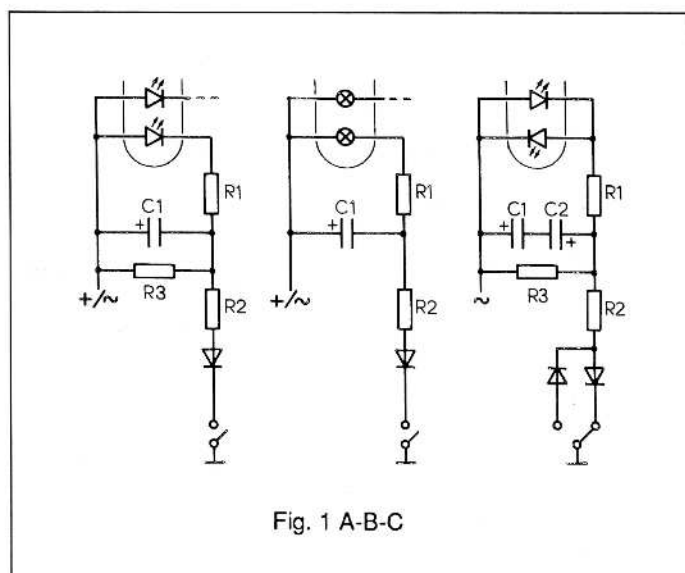 R1
C1
+
R3
+/~
R2
R1
C1
+
+/~
R2
R1
C1 C2
+ +
R3
~
R2
Fig. 1 A-B-C